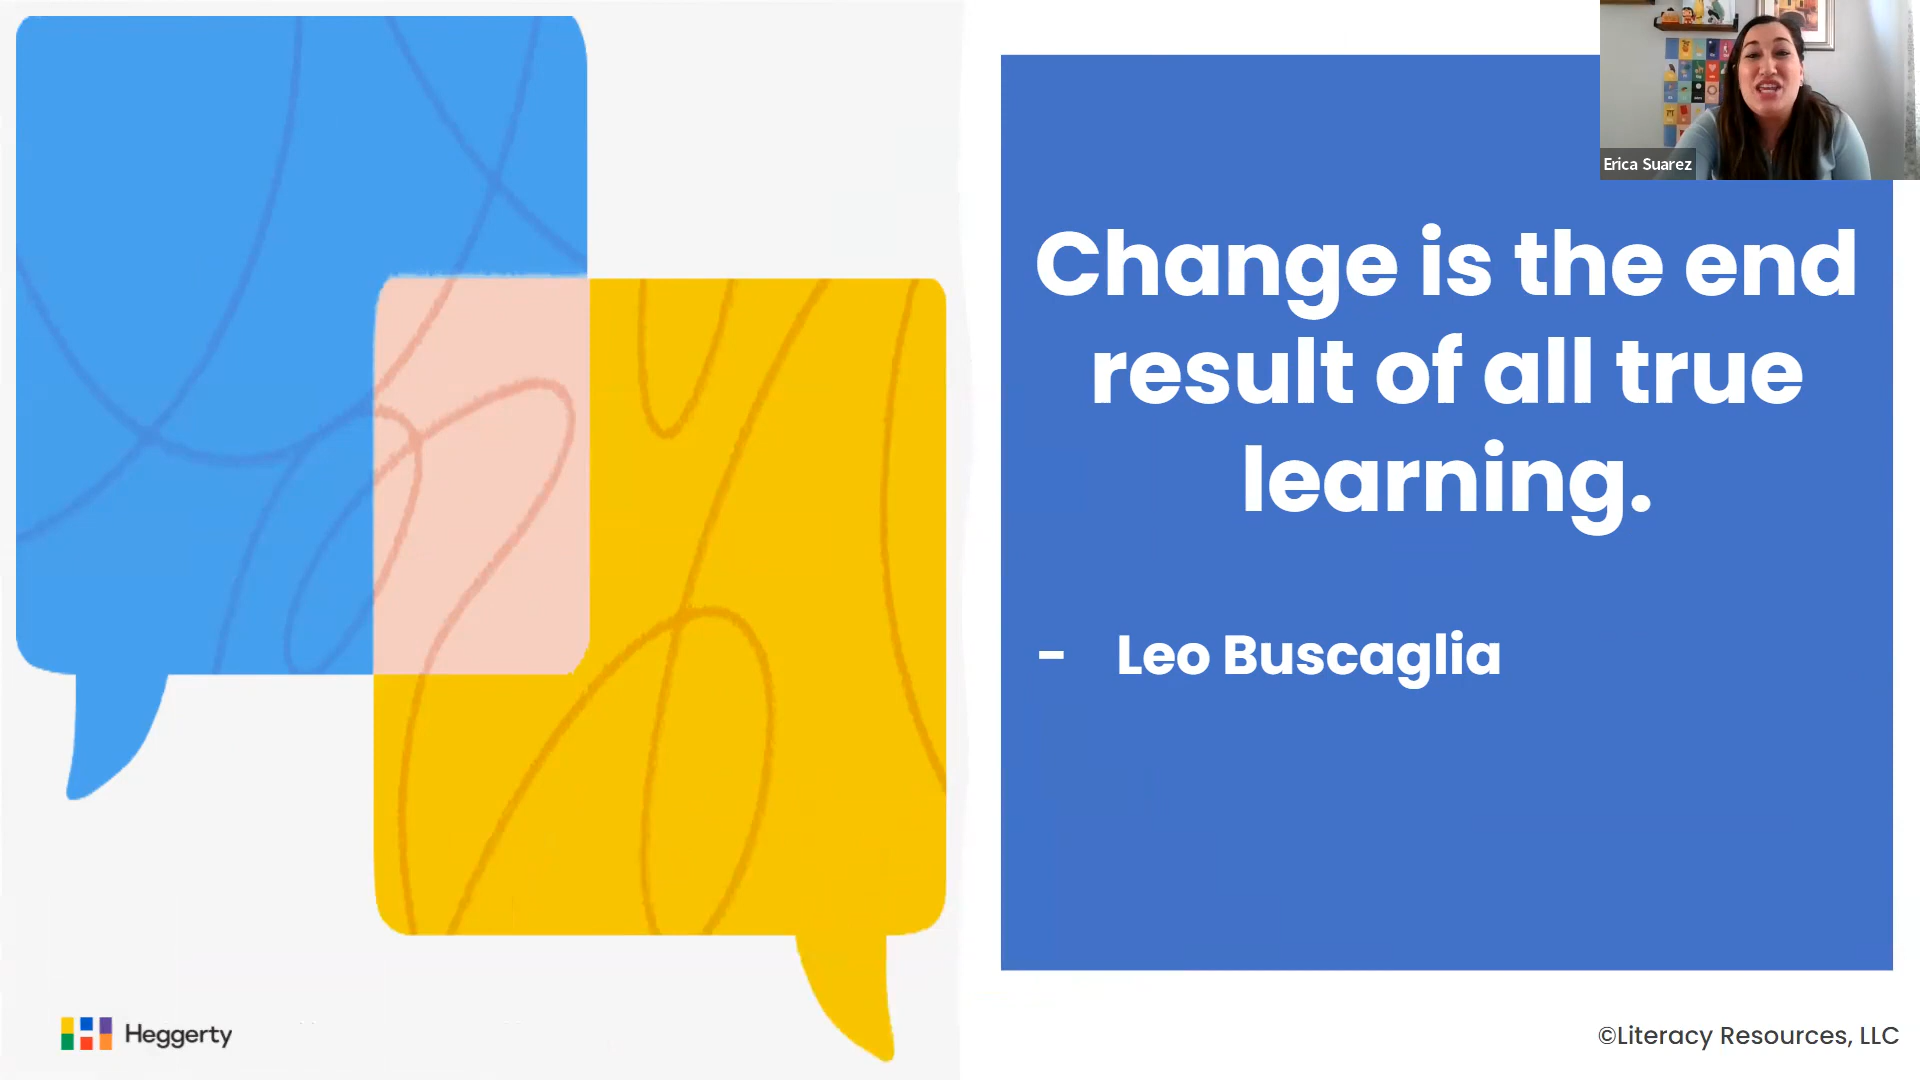 Erica Suarez
Change is the end
result of all true
learning.
- Leo Buscaglia
Heggerty
©Literacy Resources, LLC